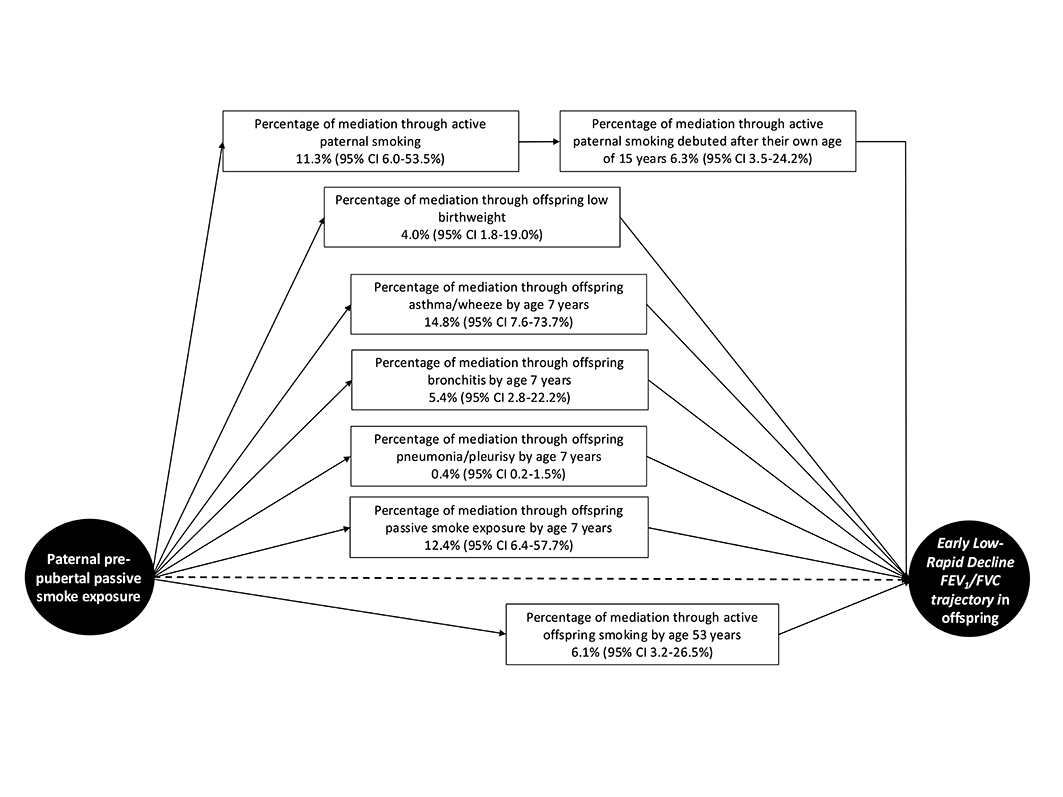 Percentage of mediation through active
paternal smoking
11.3% (95% CI 6.0-53.5%)
Percentage of mediation through active
paternal smoking debuted after their own age
of 15 years 6.3% (95% CI 3.5-24.2%)
Percentage of mediation through offspring low
birthweight
4.0% (95% CI 1.8-19.0%)
Percentage of mediation through offspring
asthma/wheeze by age 7 years
14.8% (95% CI 7.6-73.7%)
Percentage of mediation through offspring
bronchitis by age 7 years
5.4% (95% CI 2.8-22.2%)
Percentage of mediation through offspring
pneumonia/pleurisy by age 7 years
0.4% (95% CI 0.2-1.5%)
Percentage of mediation through offspring
passive smoke exposure by age 7 years
12.4% (95% CI 6.4-57.7%)
Paternal pre-
pubertal passive
smoke exposure
Early Low-
Rapid Decline
FEV₁/FVC
trajectory in
offspring
Percentage of mediation through active
offspring smoking by age 53 years
6.1% (95% CI 3.2-26.5%)